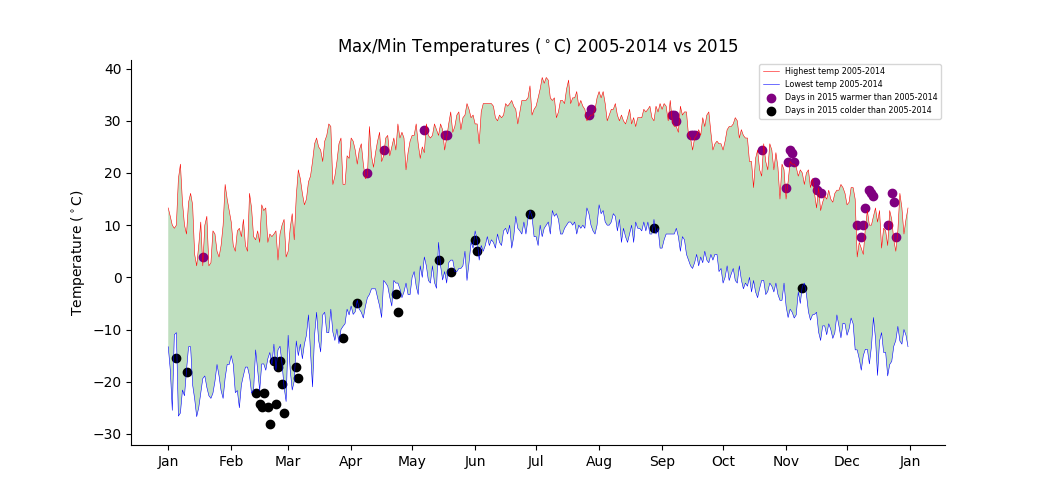 Max/Min Temperatures (°C) 2005-2014 vs 2015
Highest temp 2005-2014
Lowest temp 2005-2014
Days in 2015 warmer than 2005-2014
Days in 2015 colder than 2005-2014
Temperature (°C)
40
30
20
10
0
−10
−20
−30
Jan Feb Mar Apr May Jun Jul Aug Sep Oct Nov Dec Jan